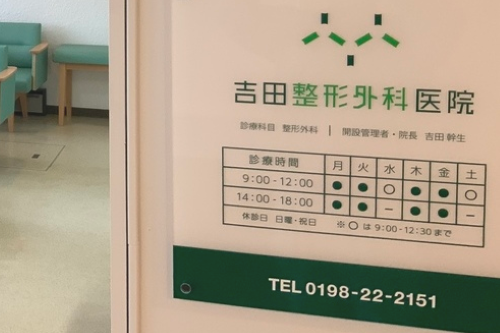 吉田整形外科医院
診療科目 整形外科 | 開設管理者・院長 吉田 幹生
診療時間 月 火 水 木 金 土
9:00-12:00 ● ● ○ ● ● ○
14:00-18:00 ● ● － ● ● －
休診日 日曜・祝日 ※○は9:00-12:30まで
TEL 0198-22-2151